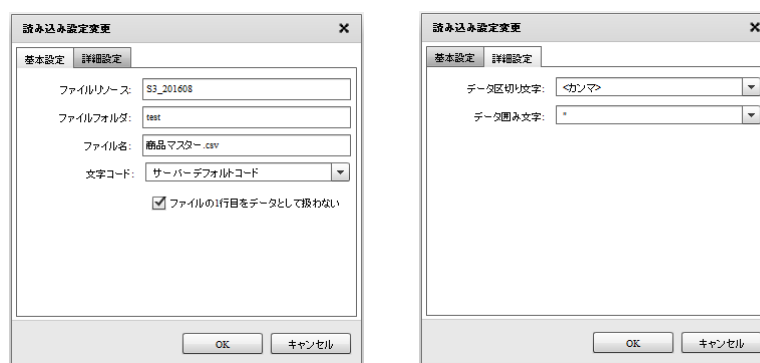 読み込み設定変更
基本設定 詳細設定
ファイルリソース: S3_201608
ファイルフォルダ: test
ファイル名: 商品マスター.csv
文字コード: サーバーデフォルトコード
ファイルの1行目をデータとして扱わない
OK キャンセル
読み込み設定変更
基本設定 詳細設定
データ区切り文字: <カンマ>
データ囲み文字:
OK キャンセル